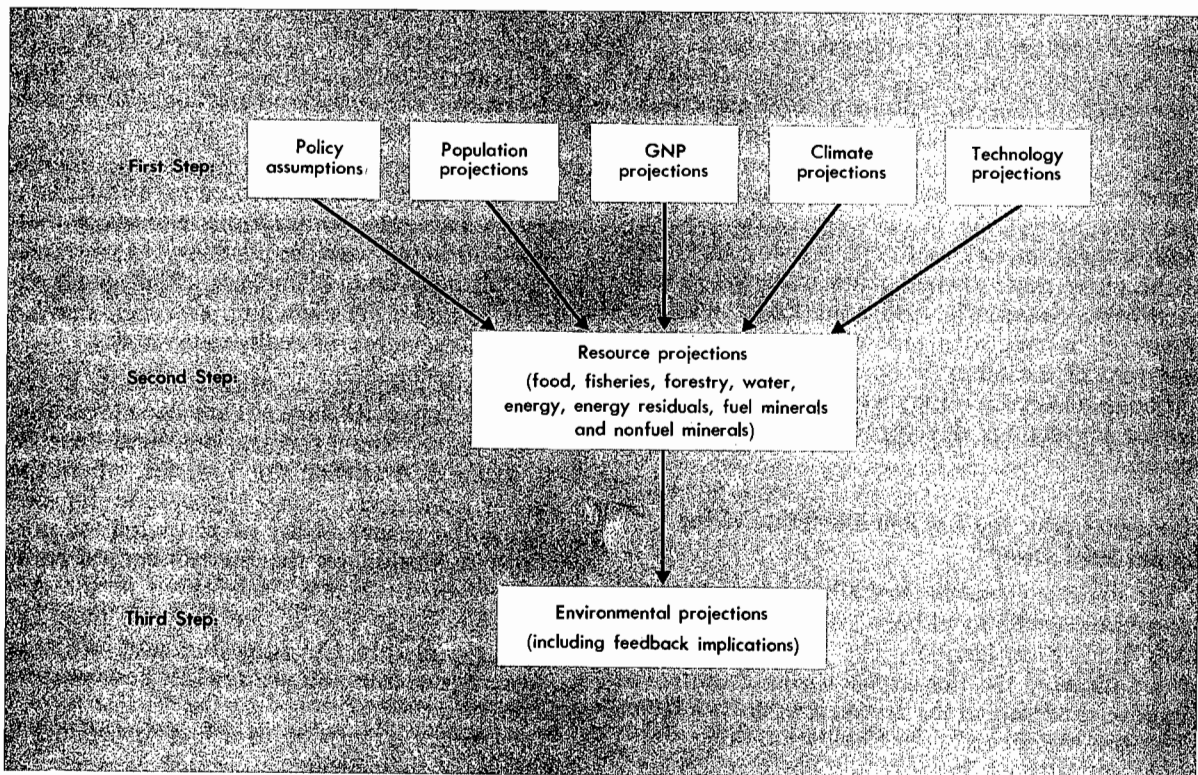 First Step:
Policy
assumptions
Population
projections
GNP
projections
Climate
projections
Technology
projections
Second Step:
Resource projections
(food, fisheries, forestry, water,
energy, energy residuals, fuel minerals
and nonfuel minerals)
Third Step:
Environmental projections
(including feedback implications)